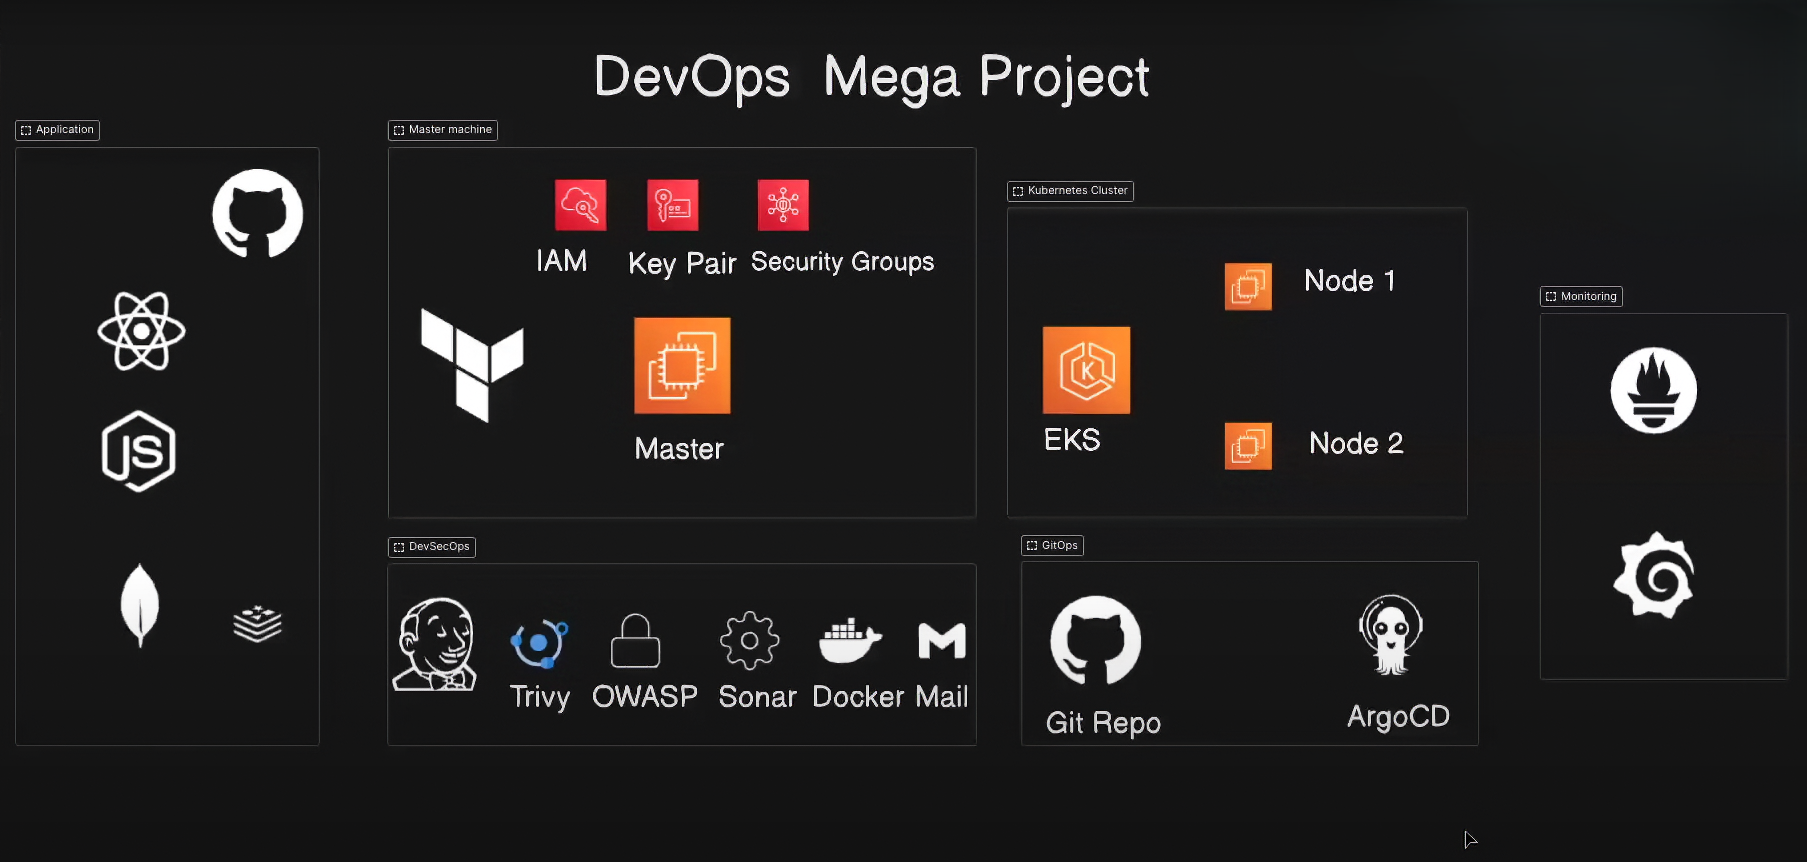 DevOps Mega Project
Application
Master machine
IAM
Key Pair
Security Groups
Master
Kubernetes Cluster
Node 1
EKS
Node 2
Monitoring
DevSecOps
Trivy
OWASP
Sonar
Docker
Mail
GitOps
Git Repo
ArgoCD
JS
K